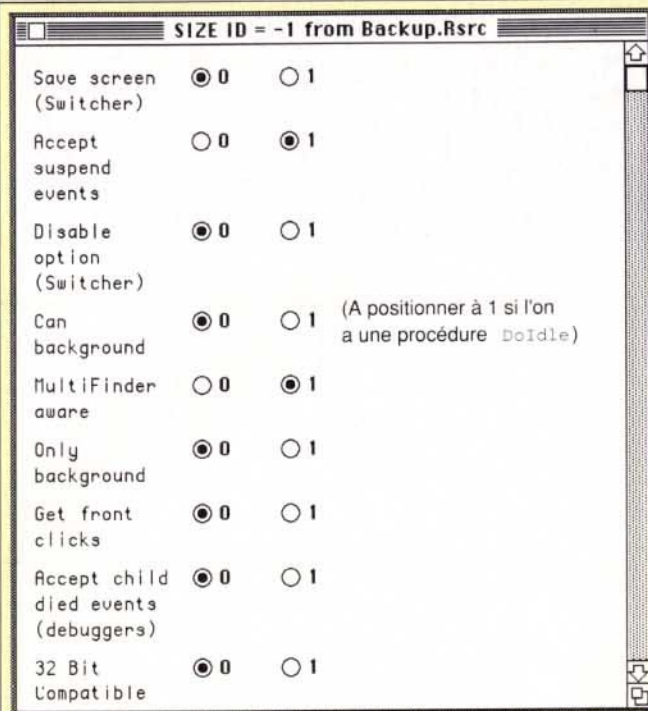 SIZE ID = -1 from Backup.Rsrc
Save screen 0 1
(Switcher)
Accept 0 1
suspend
events
Disable 0 1
option
(Switcher)
Can 0 1
background
(A positionner à 1 si l'on
a une procédure DoIdle)
MultiFinder 0 1
aware
Only 0 1
background
Get front 0 1
clicks
Accept child 0 1
died events
(debuggers)
32 Bit 0 1
Compatible